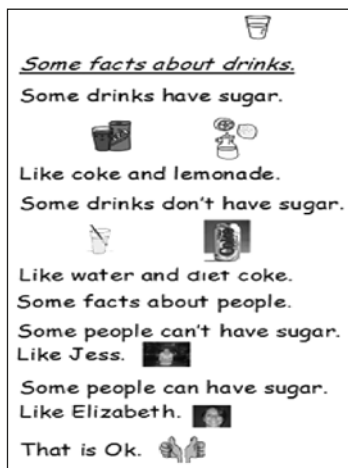 Some facts about drinks.
Some drinks have sugar.
Like coke and lemonade.
Some drinks don't have sugar.
Like water and diet coke.
Some facts about people.
Some people can't have sugar.
Like Jess.
Some people can have sugar.
Like Elizabeth.
That is Ok.